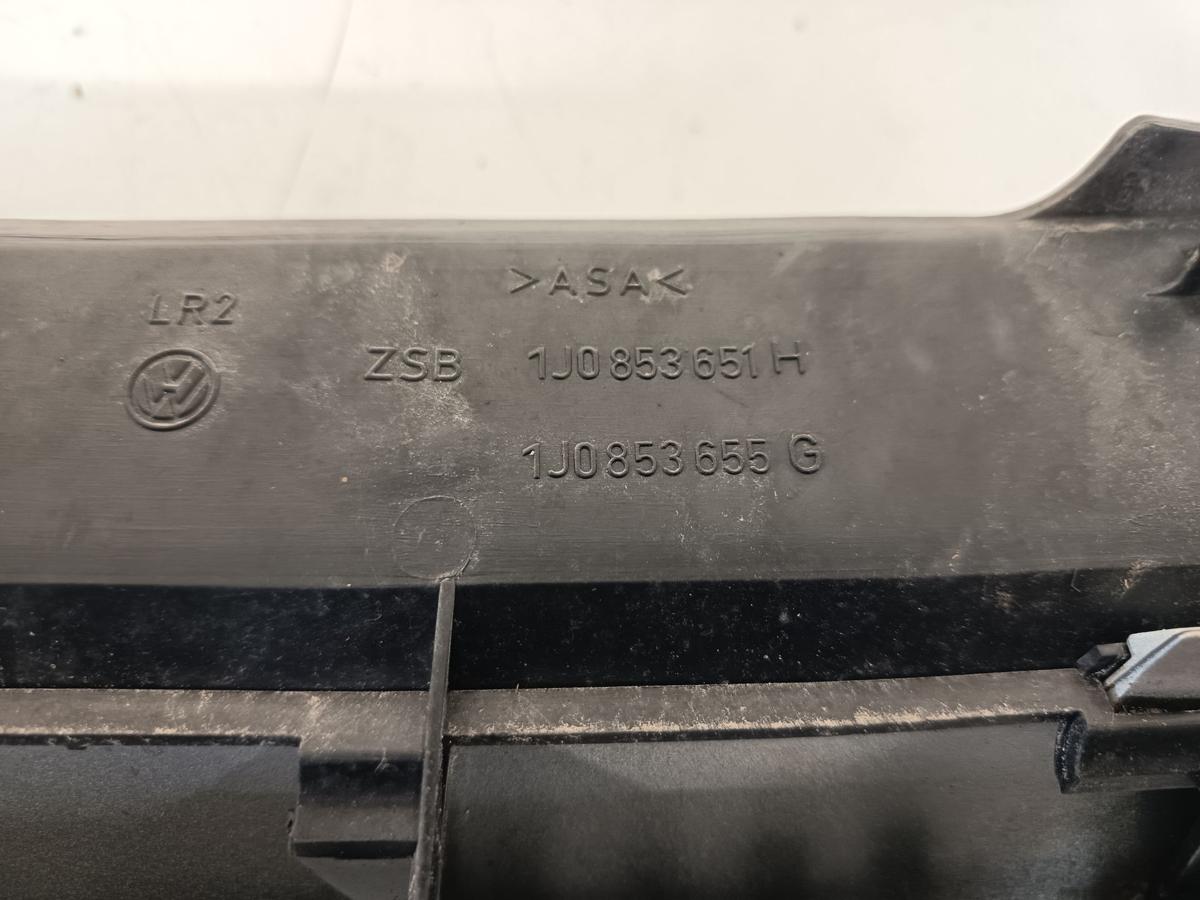 >ASA<
LR2
ZSB 1J0 853 651 H
1J0 853 655 G